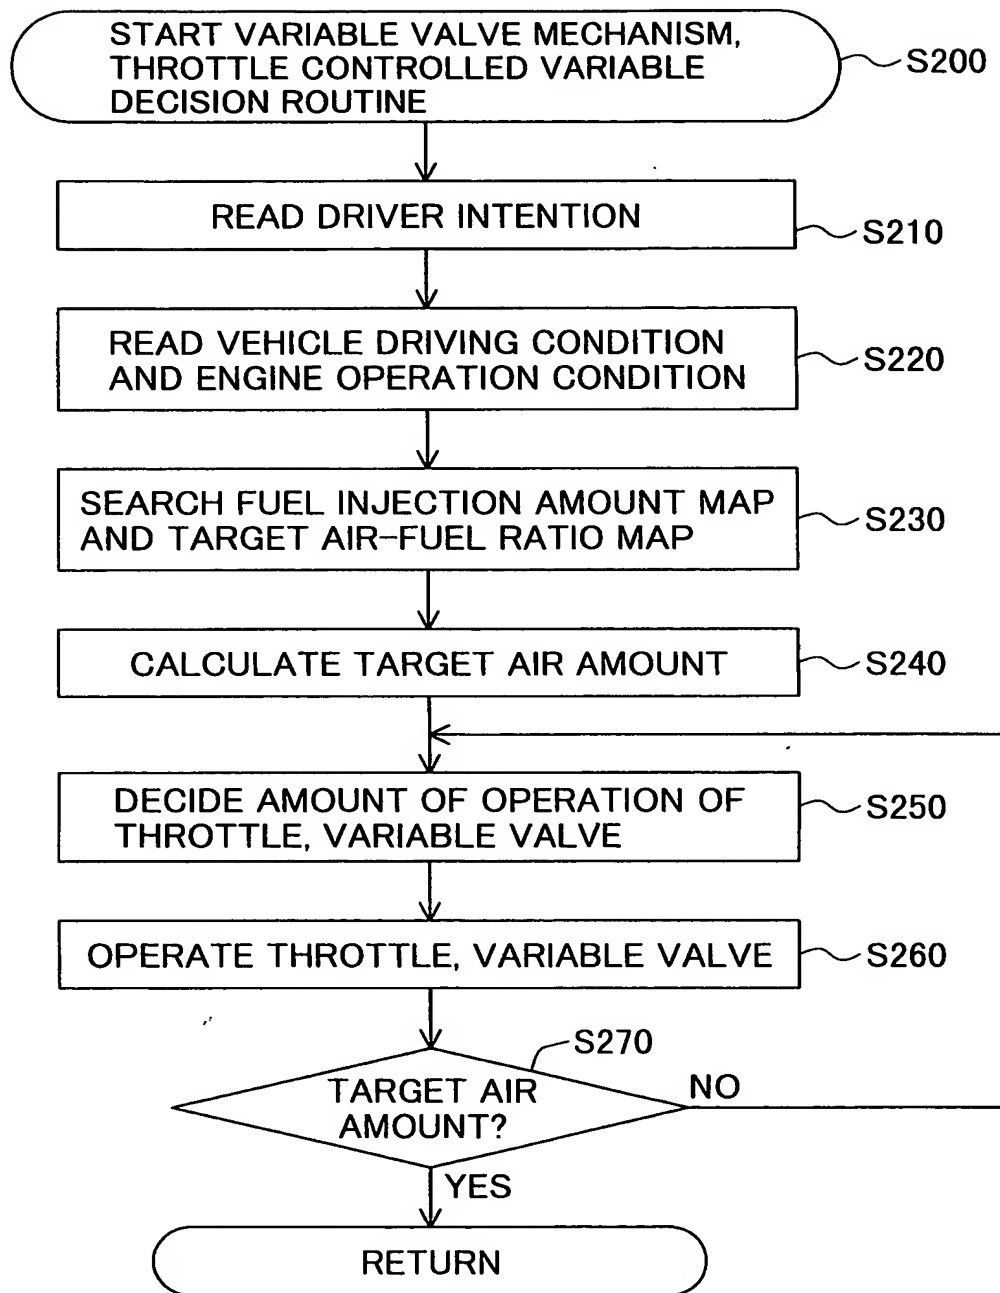 START VARIABLE VALVE MECHANISM,
THROTTLE CONTROLLED VARIABLE
DECISION ROUTINE
S200
READ DRIVER INTENTION
S210
READ VEHICLE DRIVING CONDITION
AND ENGINE OPERATION CONDITION
S220
SEARCH FUEL INJECTION AMOUNT MAP
AND TARGET AIR-FUEL RATIO MAP
S230
CALCULATE TARGET AIR AMOUNT
S240
DECIDE AMOUNT OF OPERATION OF
THROTTLE, VARIABLE VALVE
S250
OPERATE THROTTLE, VARIABLE VALVE
S260
S270
TARGET AIR
AMOUNT?
NO
YES
RETURN